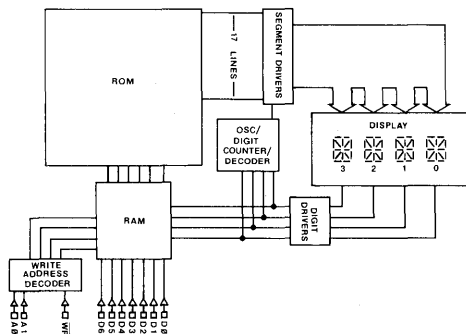 ROM
17 LINES
SEGMENT DRIVERS
DISPLAY
3 2 1 0
OSC/
DIGIT
COUNTER/
DECODER
RAM
DIGIT
DRIVERS
WRITE
ADDRESS
DECODER
A0 A1
D6 D5 D4 D3 D2 D1 D0